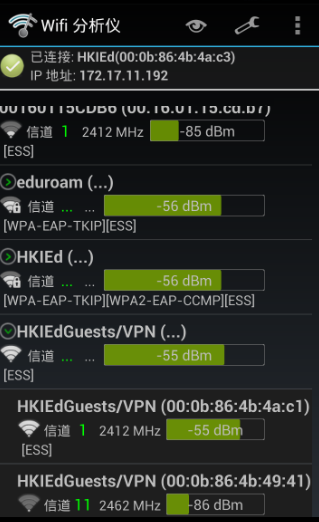 Wifi 分析仪
已连接: HKIEd(00:0b:86:4b:4a:c3)
IP 地址: 172.17.11.192
00160115CDB6 (00:16:01:15:cd:b7)
信道 1 2412 MHz -85 dBm
[ESS]
eduroam (...)
信道 ... ... -56 dBm
[WPA-EAP-TKIP][ESS]
HKIEd (...)
信道 ... ... -56 dBm
[WPA-EAP-TKIP][WPA2-EAP-CCMP][ESS]
HKIEdGuests/VPN (...)
信道 ... ... -55 dBm
[ESS]
HKIEdGuests/VPN (00:0b:86:4b:4a:c1)
信道 1 2412 MHz -55 dBm
[ESS]
HKIEdGuests/VPN (00:0b:86:4b:49:41)
信道 11 2462 MHz -86 dBm